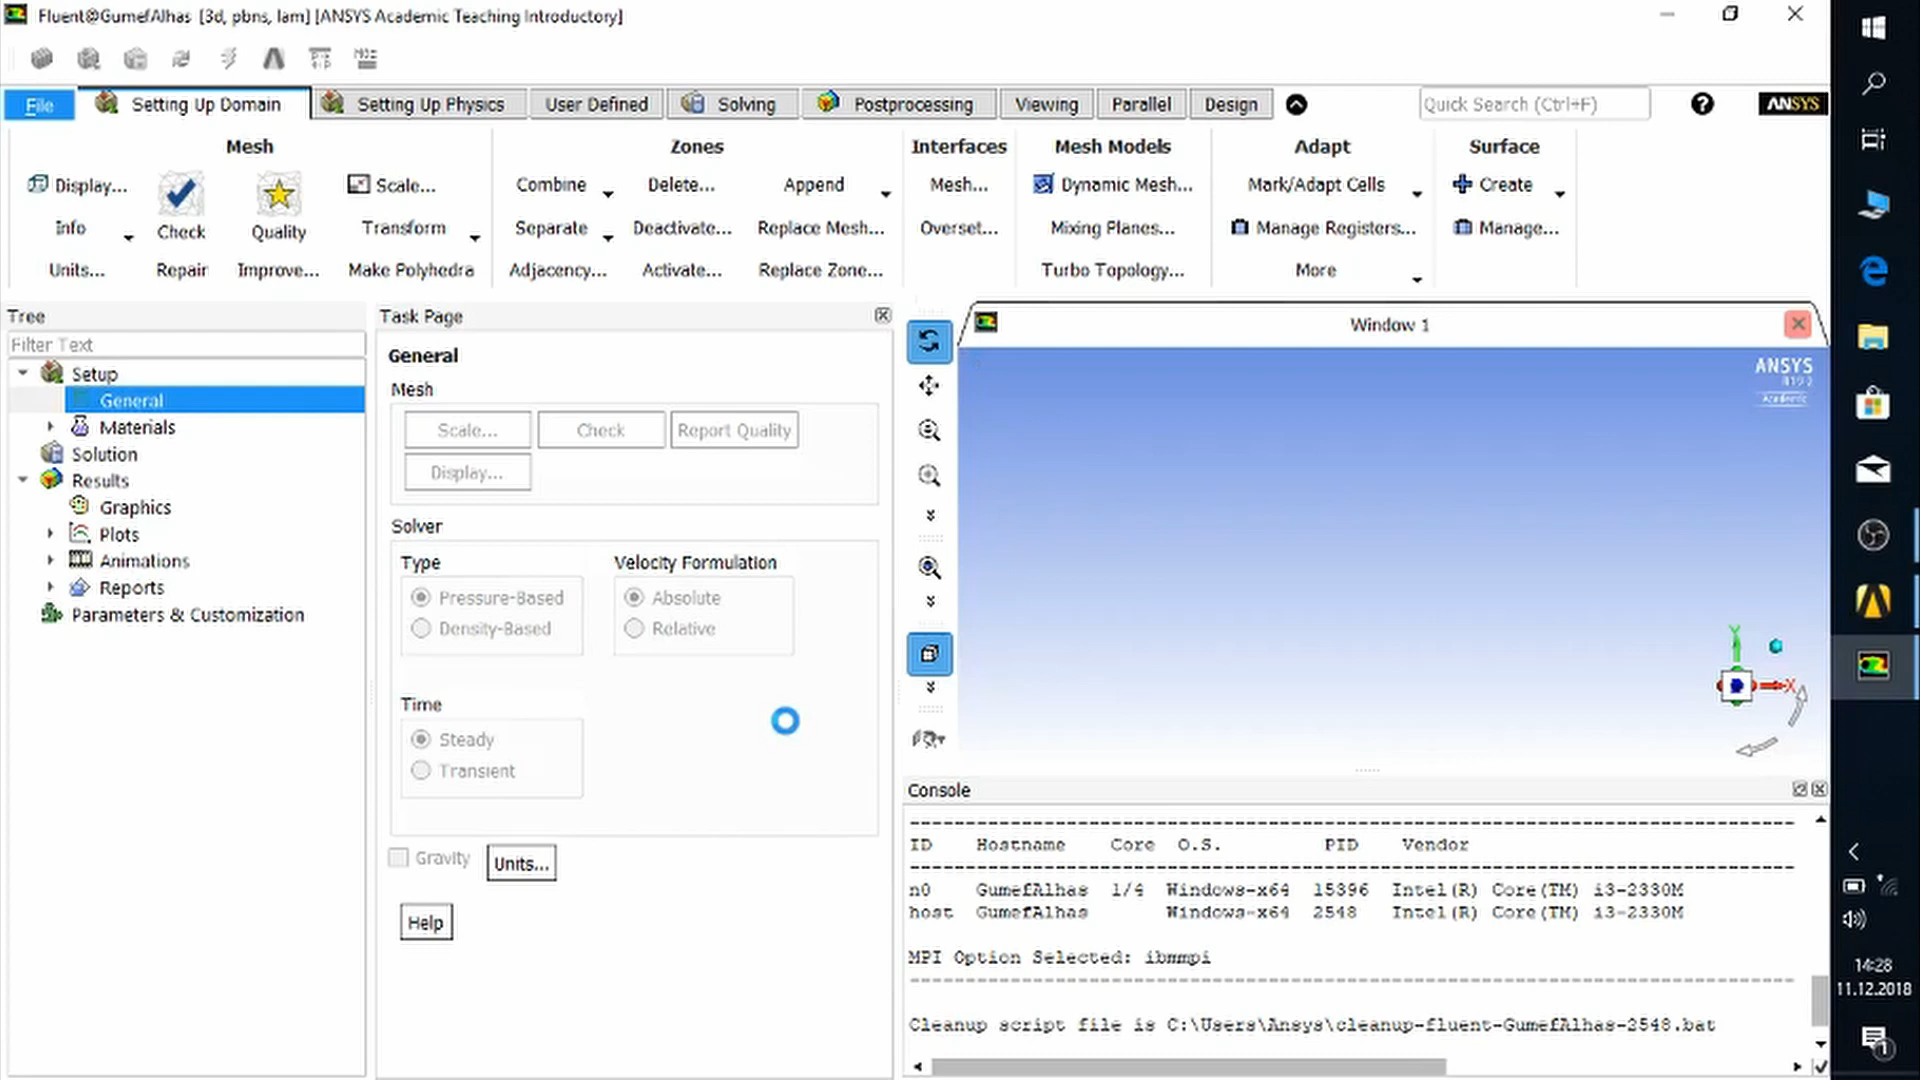 Fluent@GumefAlhas [3d, pbns, lam] [ANSYS Academic Teaching Introductory]
File
Setting Up Domain
Setting Up Physics
User Defined
Solving
Postprocessing
Viewing
Parallel
Design
Quick Search (Ctrl+F)
ANSYS
Mesh
Zones
Interfaces
Mesh Models
Adapt
Surface
Display...
Scale...
Combine
Delete...
Append
Mesh...
Dynamic Mesh...
Mark/Adapt Cells
Create
Info
Check
Quality
Transform
Separate
Deactivate...
Replace Mesh...
Overset...
Mixing Planes...
Manage Registers...
Manage...
Units...
Repair
Improve...
Make Polyhedra
Adjacency...
Activate...
Replace Zone...
Turbo Topology...
More
Tree
Filter Text
Setup
General
Materials
Solution
Results
Graphics
Plots
Animations
Reports
Parameters & Customization
Task Page
General
Mesh
Scale...
Check
Report Quality
Display...
Solver
Type
Velocity Formulation
Pressure-Based
Absolute
Density-Based
Relative
Time
Steady
Transient
Gravity
Units...
Help
Window 1
ANSYS
R19.2
Academic
Y
X
Console
ID Hostname Core O.S. PID Vendor
n0 GumefAlhas 1/4 Windows-x64 15396 Intel(R) Core(TM) i3-2330M
host GumefAlhas Windows-x64 2548 Intel(R) Core(TM) i3-2330M
MPI Option Selected: ibmmpi
Cleanup script file is C:\Users\Ansys\cleanup-fluent-GumefAlhas-2548.bat
14:28
11.12.2018
1